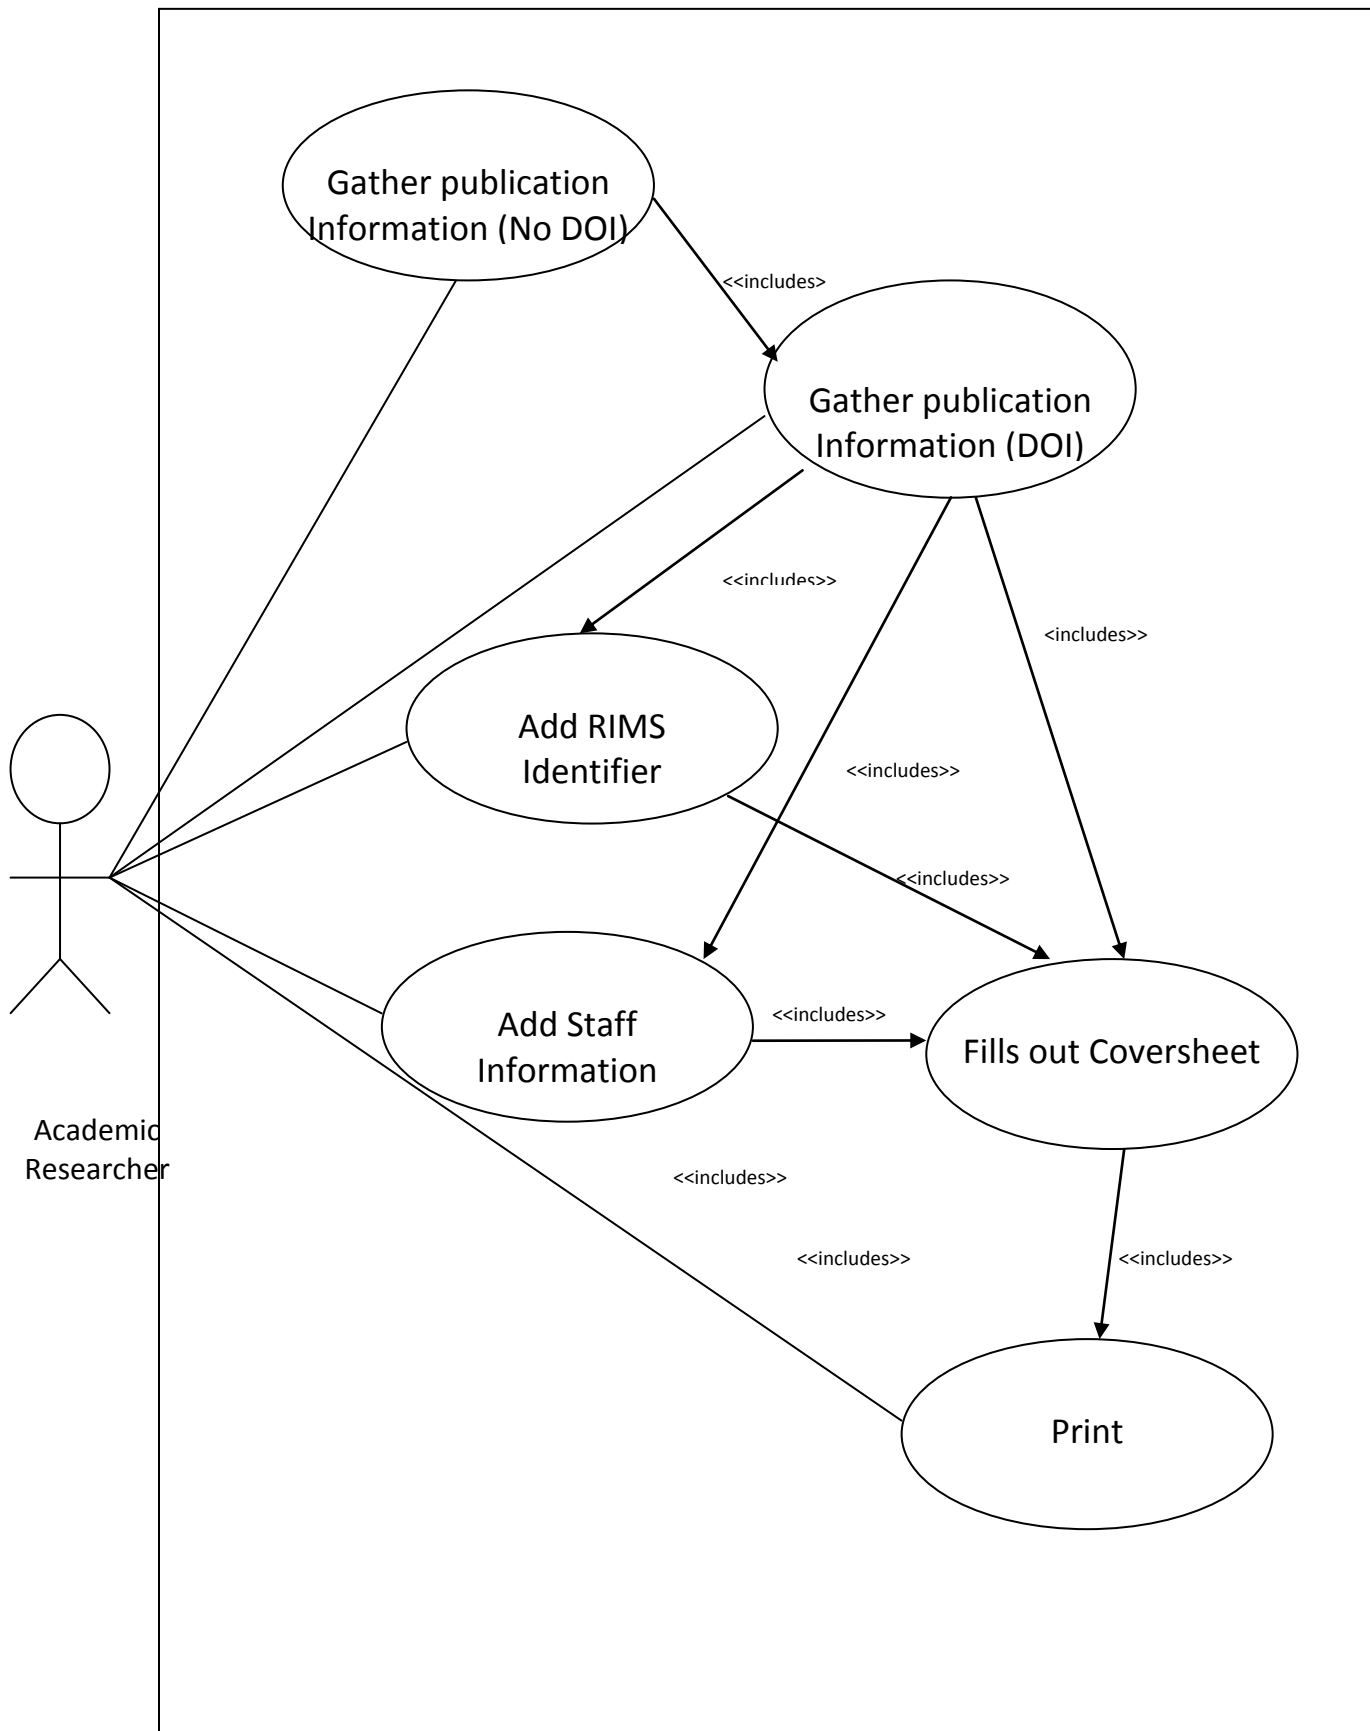 Gather publication
Information (No DOI)
<<includes>
Gather publication
Information (DOI)
<<includes>>
<includes>>
Add RIMS
Identifier
<<includes>>
<<includes>>
Add Staff
Information
<<includes>>
Fills out Coversheet
Academic
Researcher
<<includes>>
<<includes>>
<<includes>>
Print